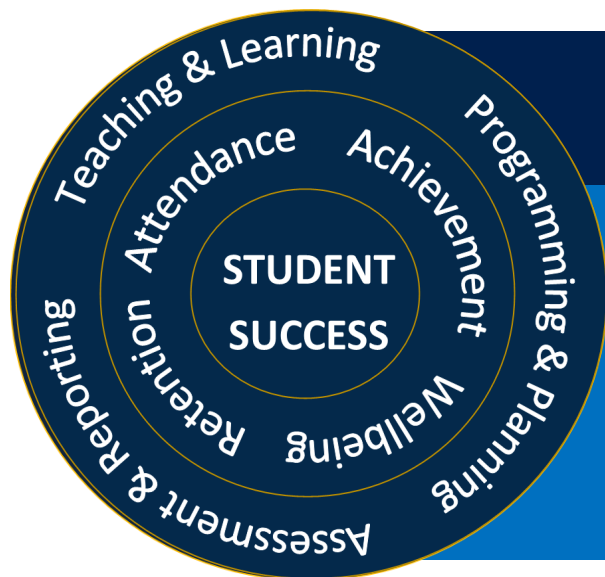 Teaching & Learning
Programming & Planning
Assessment & Reporting
Attendance
Achievement
Wellbeing
Retention
STUDENT
SUCCESS